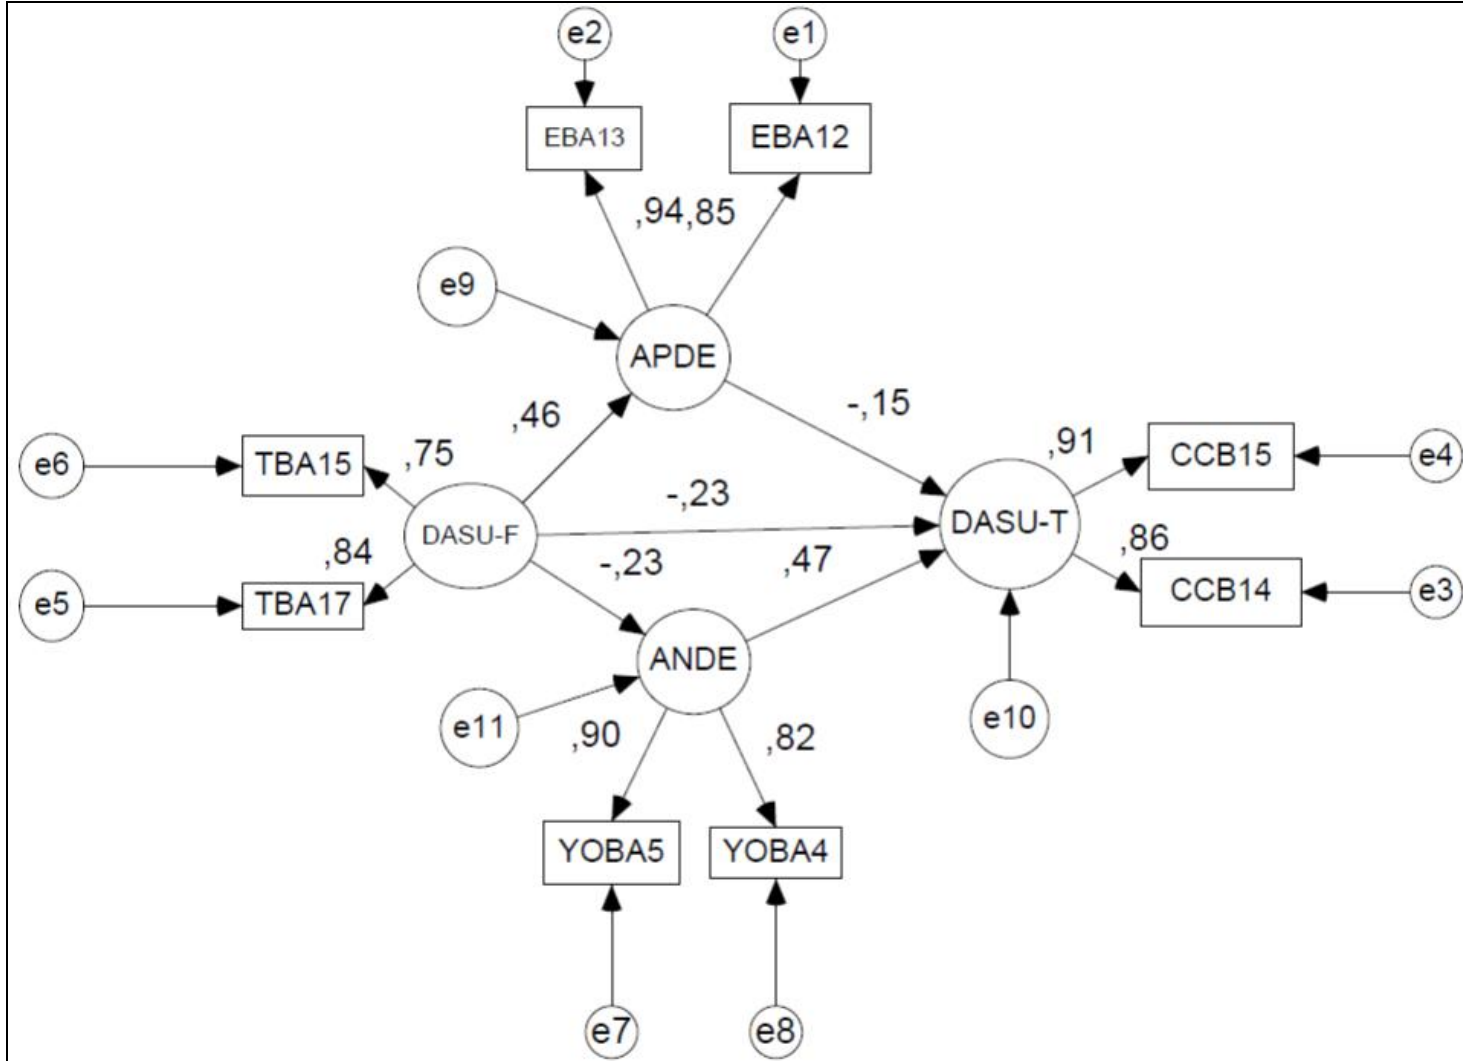 e2
e1
EBA13
EBA12
,94,85
e9
APDE
,46
-,15
e6
TBA15
,75
,91
CCB15
e4
DASU-F
-,23
DASU-T
e5
TBA17
,84
-,23
,47
,86
CCB14
e3
ANDE
e11
e10
,90
,82
YOBA5
YOBA4
e7
e8